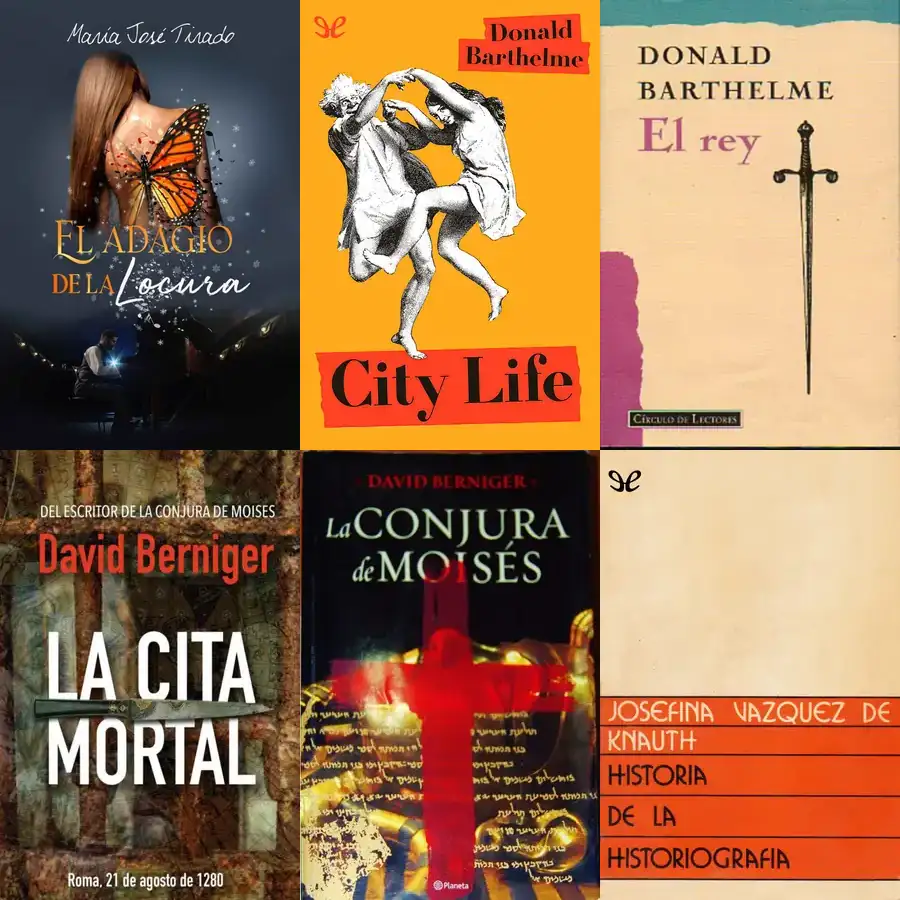 María José Tirado
EL ADAGIO
DE LA Locura
Donald
Barthelme
City Life
DONALD
BARTHELME
El rey
CÍRCULO DE LECTORES
DEL ESCRITOR DE LA CONJURA DE MOISES
David Berniger
LA CITA
MORTAL
Roma, 21 de agosto de 1280
DAVID BERNIGER
La CONJURA
de MOISÉS
Planeta
JOSEFINA VAZQUEZ DE
KNAUTH
HISTORIA
DE LA
HISTORIOGRAFIA